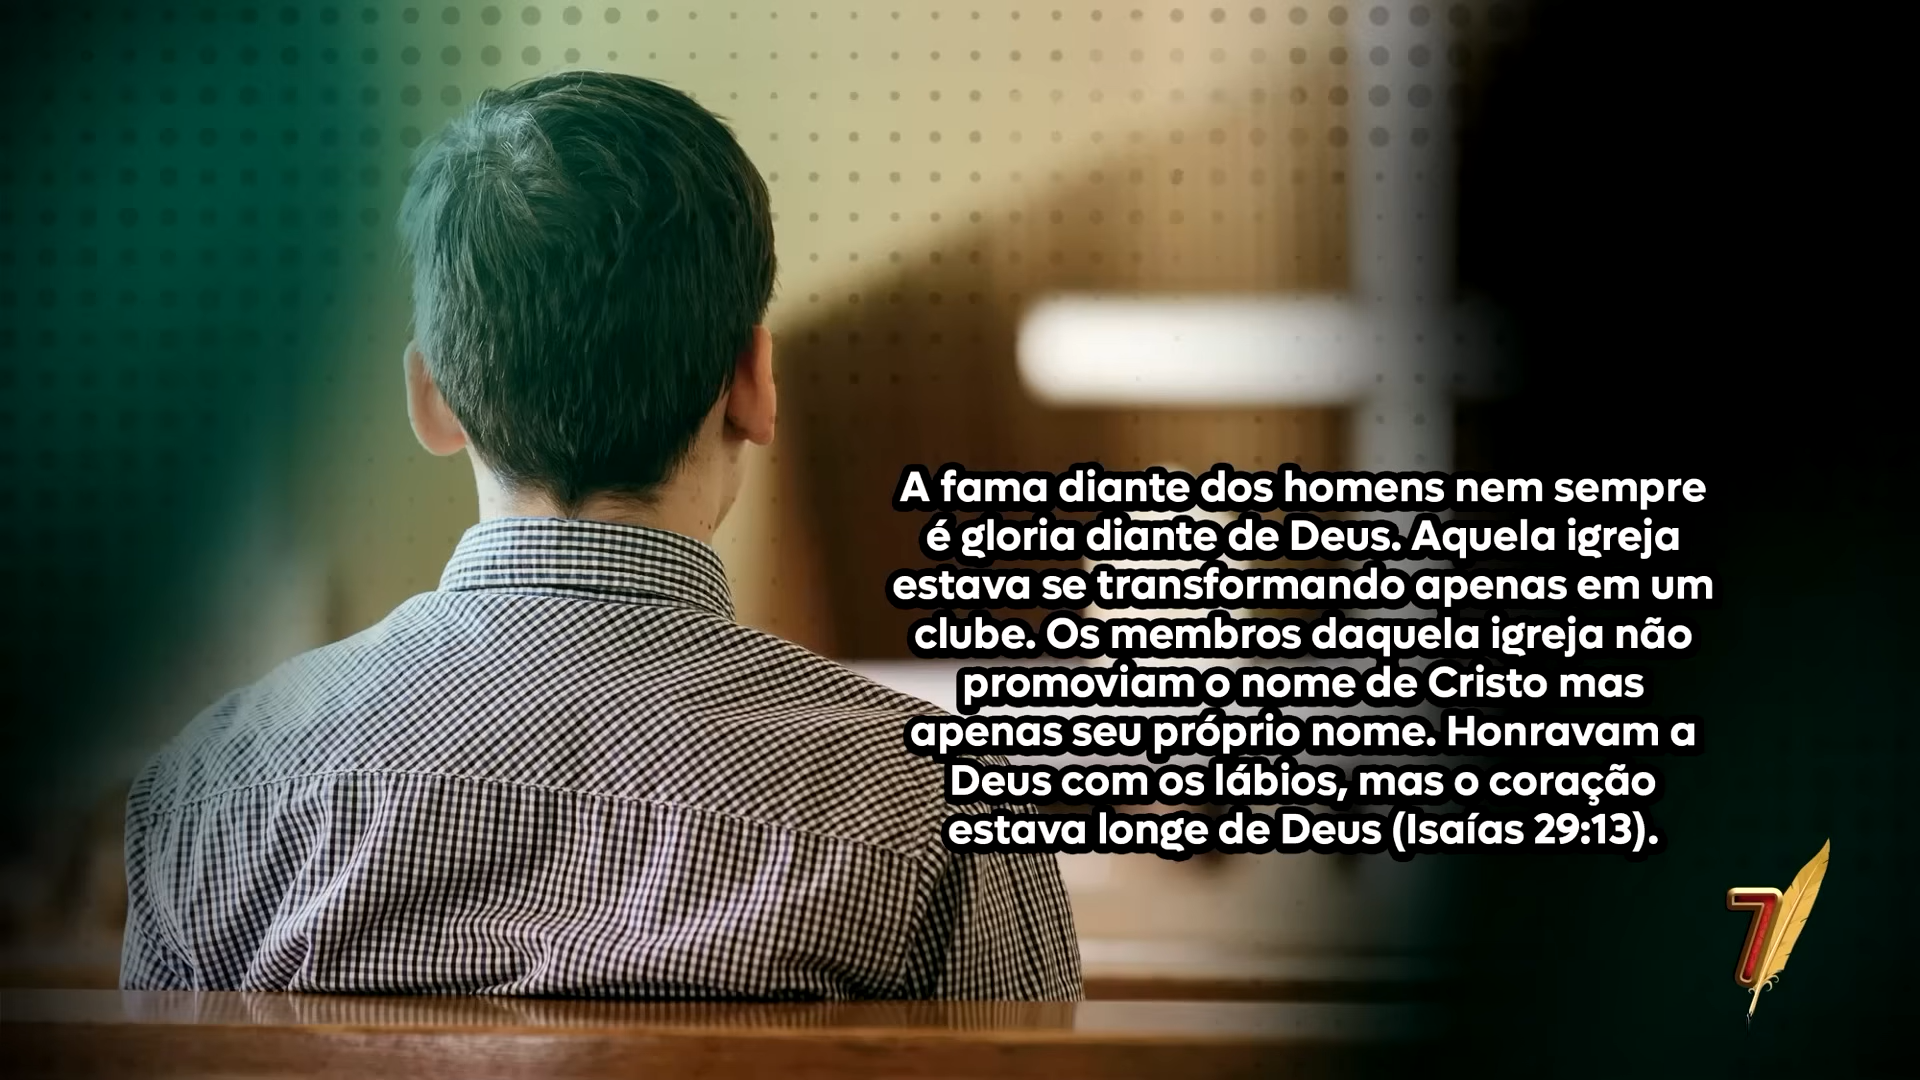 A fama diante dos homens nem sempre
é gloria diante de Deus. Aquela igreja
estava se transformando apenas em um
clube. Os membros daquela igreja não
promoviam o nome de Cristo mas
apenas seu próprio nome. Honravam a
Deus com os lábios, mas o coração
estava longe de Deus (Isaías 29:13).
7